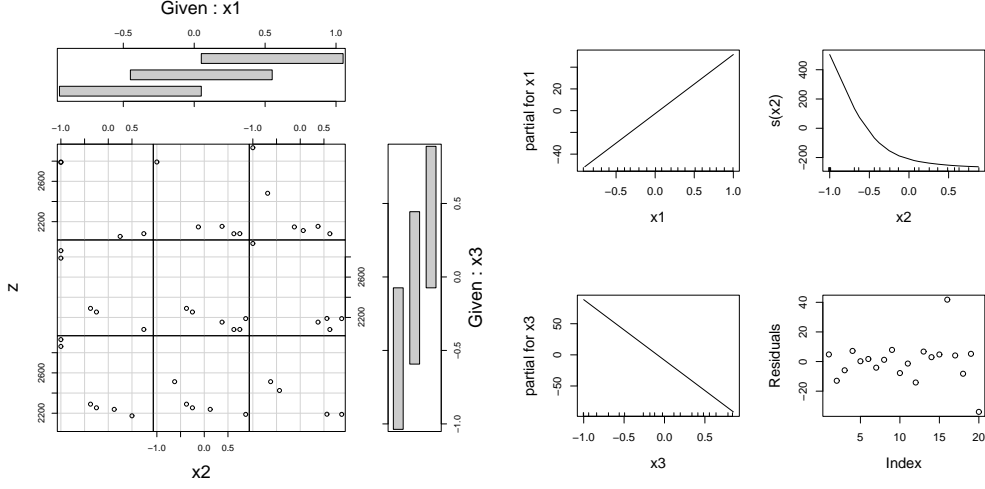 Given : x1
−0.5 0.0 0.5 1.0
−1.0 0.0 0.5 −1.0 0.0 0.5
2200 2600
2200 2600
2200 2600
z
−1.0 0.0 0.5
x2
−1.0 −0.5 0.0 0.5
Given : x3
partial for x1
−40 0 20
−0.5 0.0 0.5 1.0
x1
s(x2)
−200 0 200 400
−1.0 −0.5 0.0 0.5
x2
partial for x3
−50 0 50
−1.0 −0.5 0.0 0.5
x3
Residuals
−20 0 20 40
5 10 15 20
Index